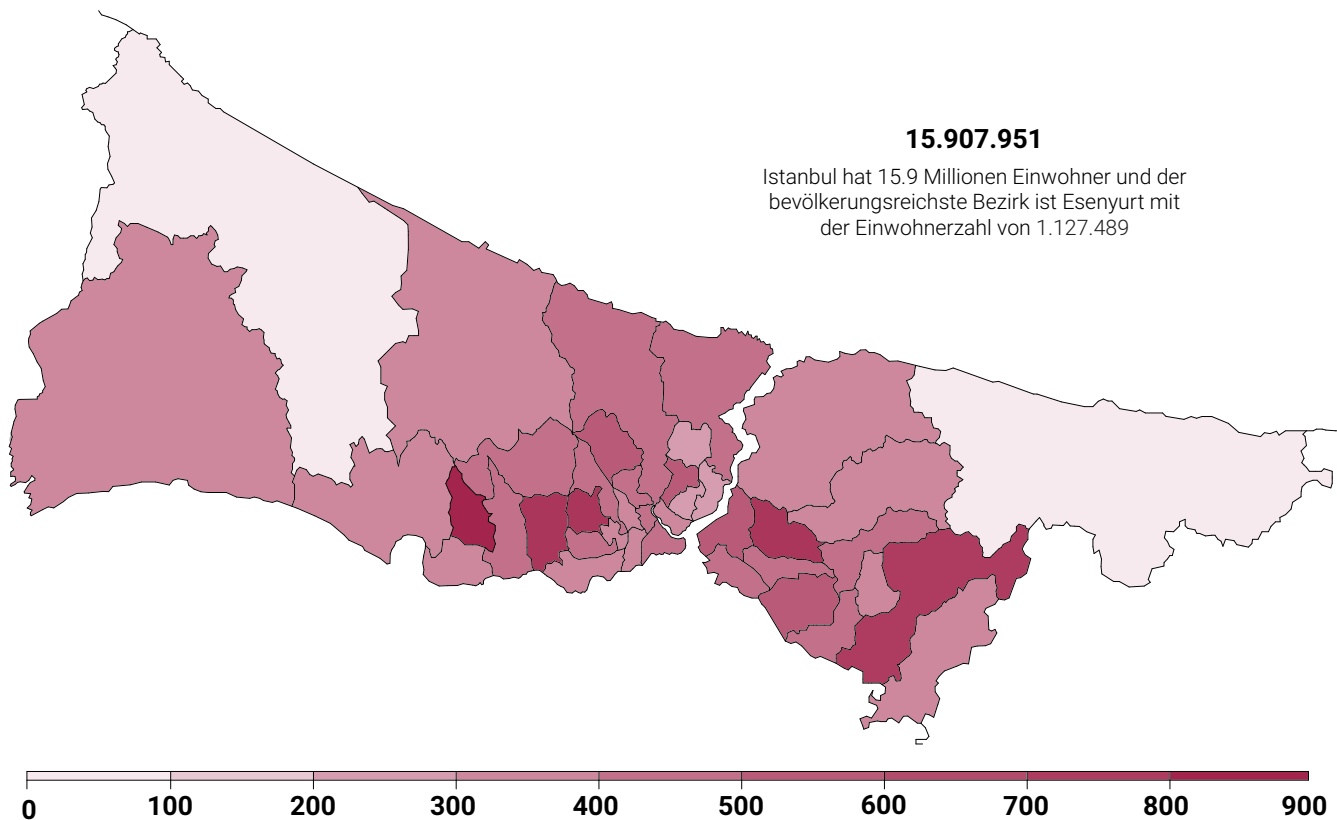 15.907.951
Istanbul hat 15.9 Millionen Einwohner und der
bevölkerungsreichste Bezirk ist Esenyurt mit
der Einwohnerzahl von 1.127.489
0 100 200 300 400 500 600 700 800 900